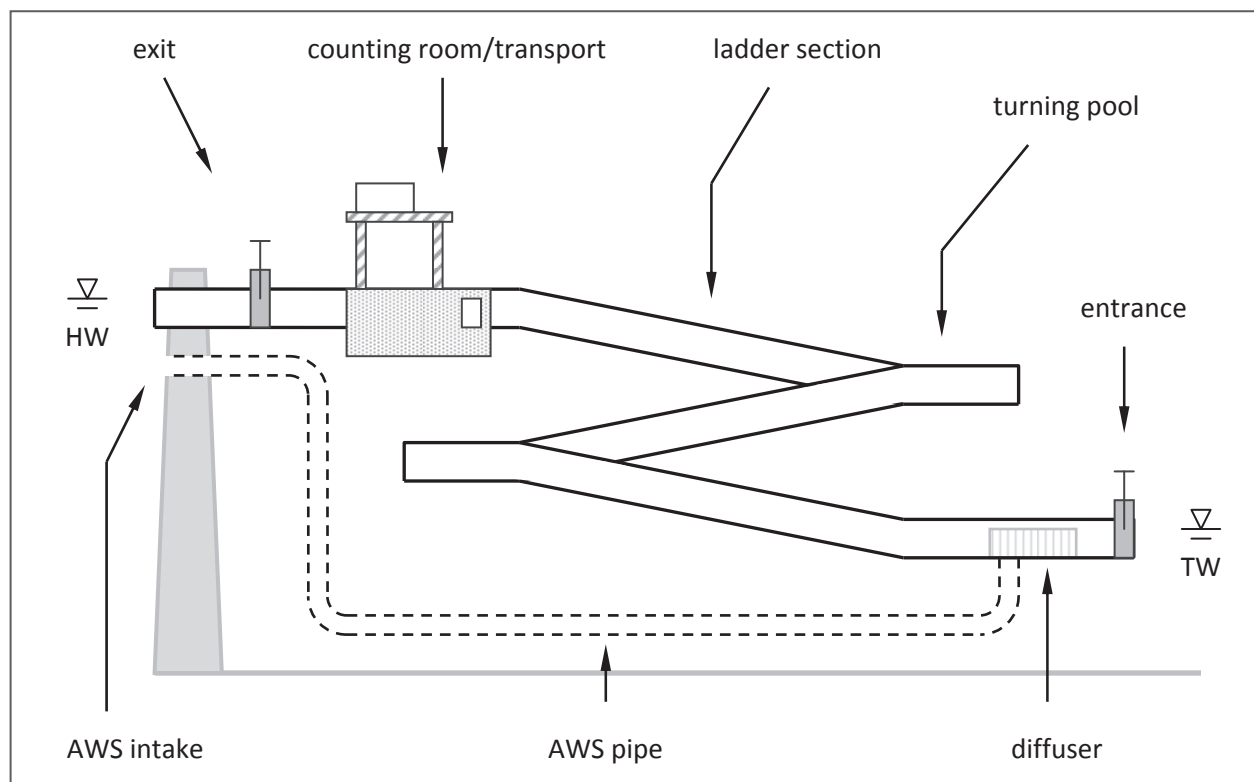 exit
counting room/transport
ladder section
turning pool
HW
entrance
TW
AWS intake
AWS pipe
diffuser